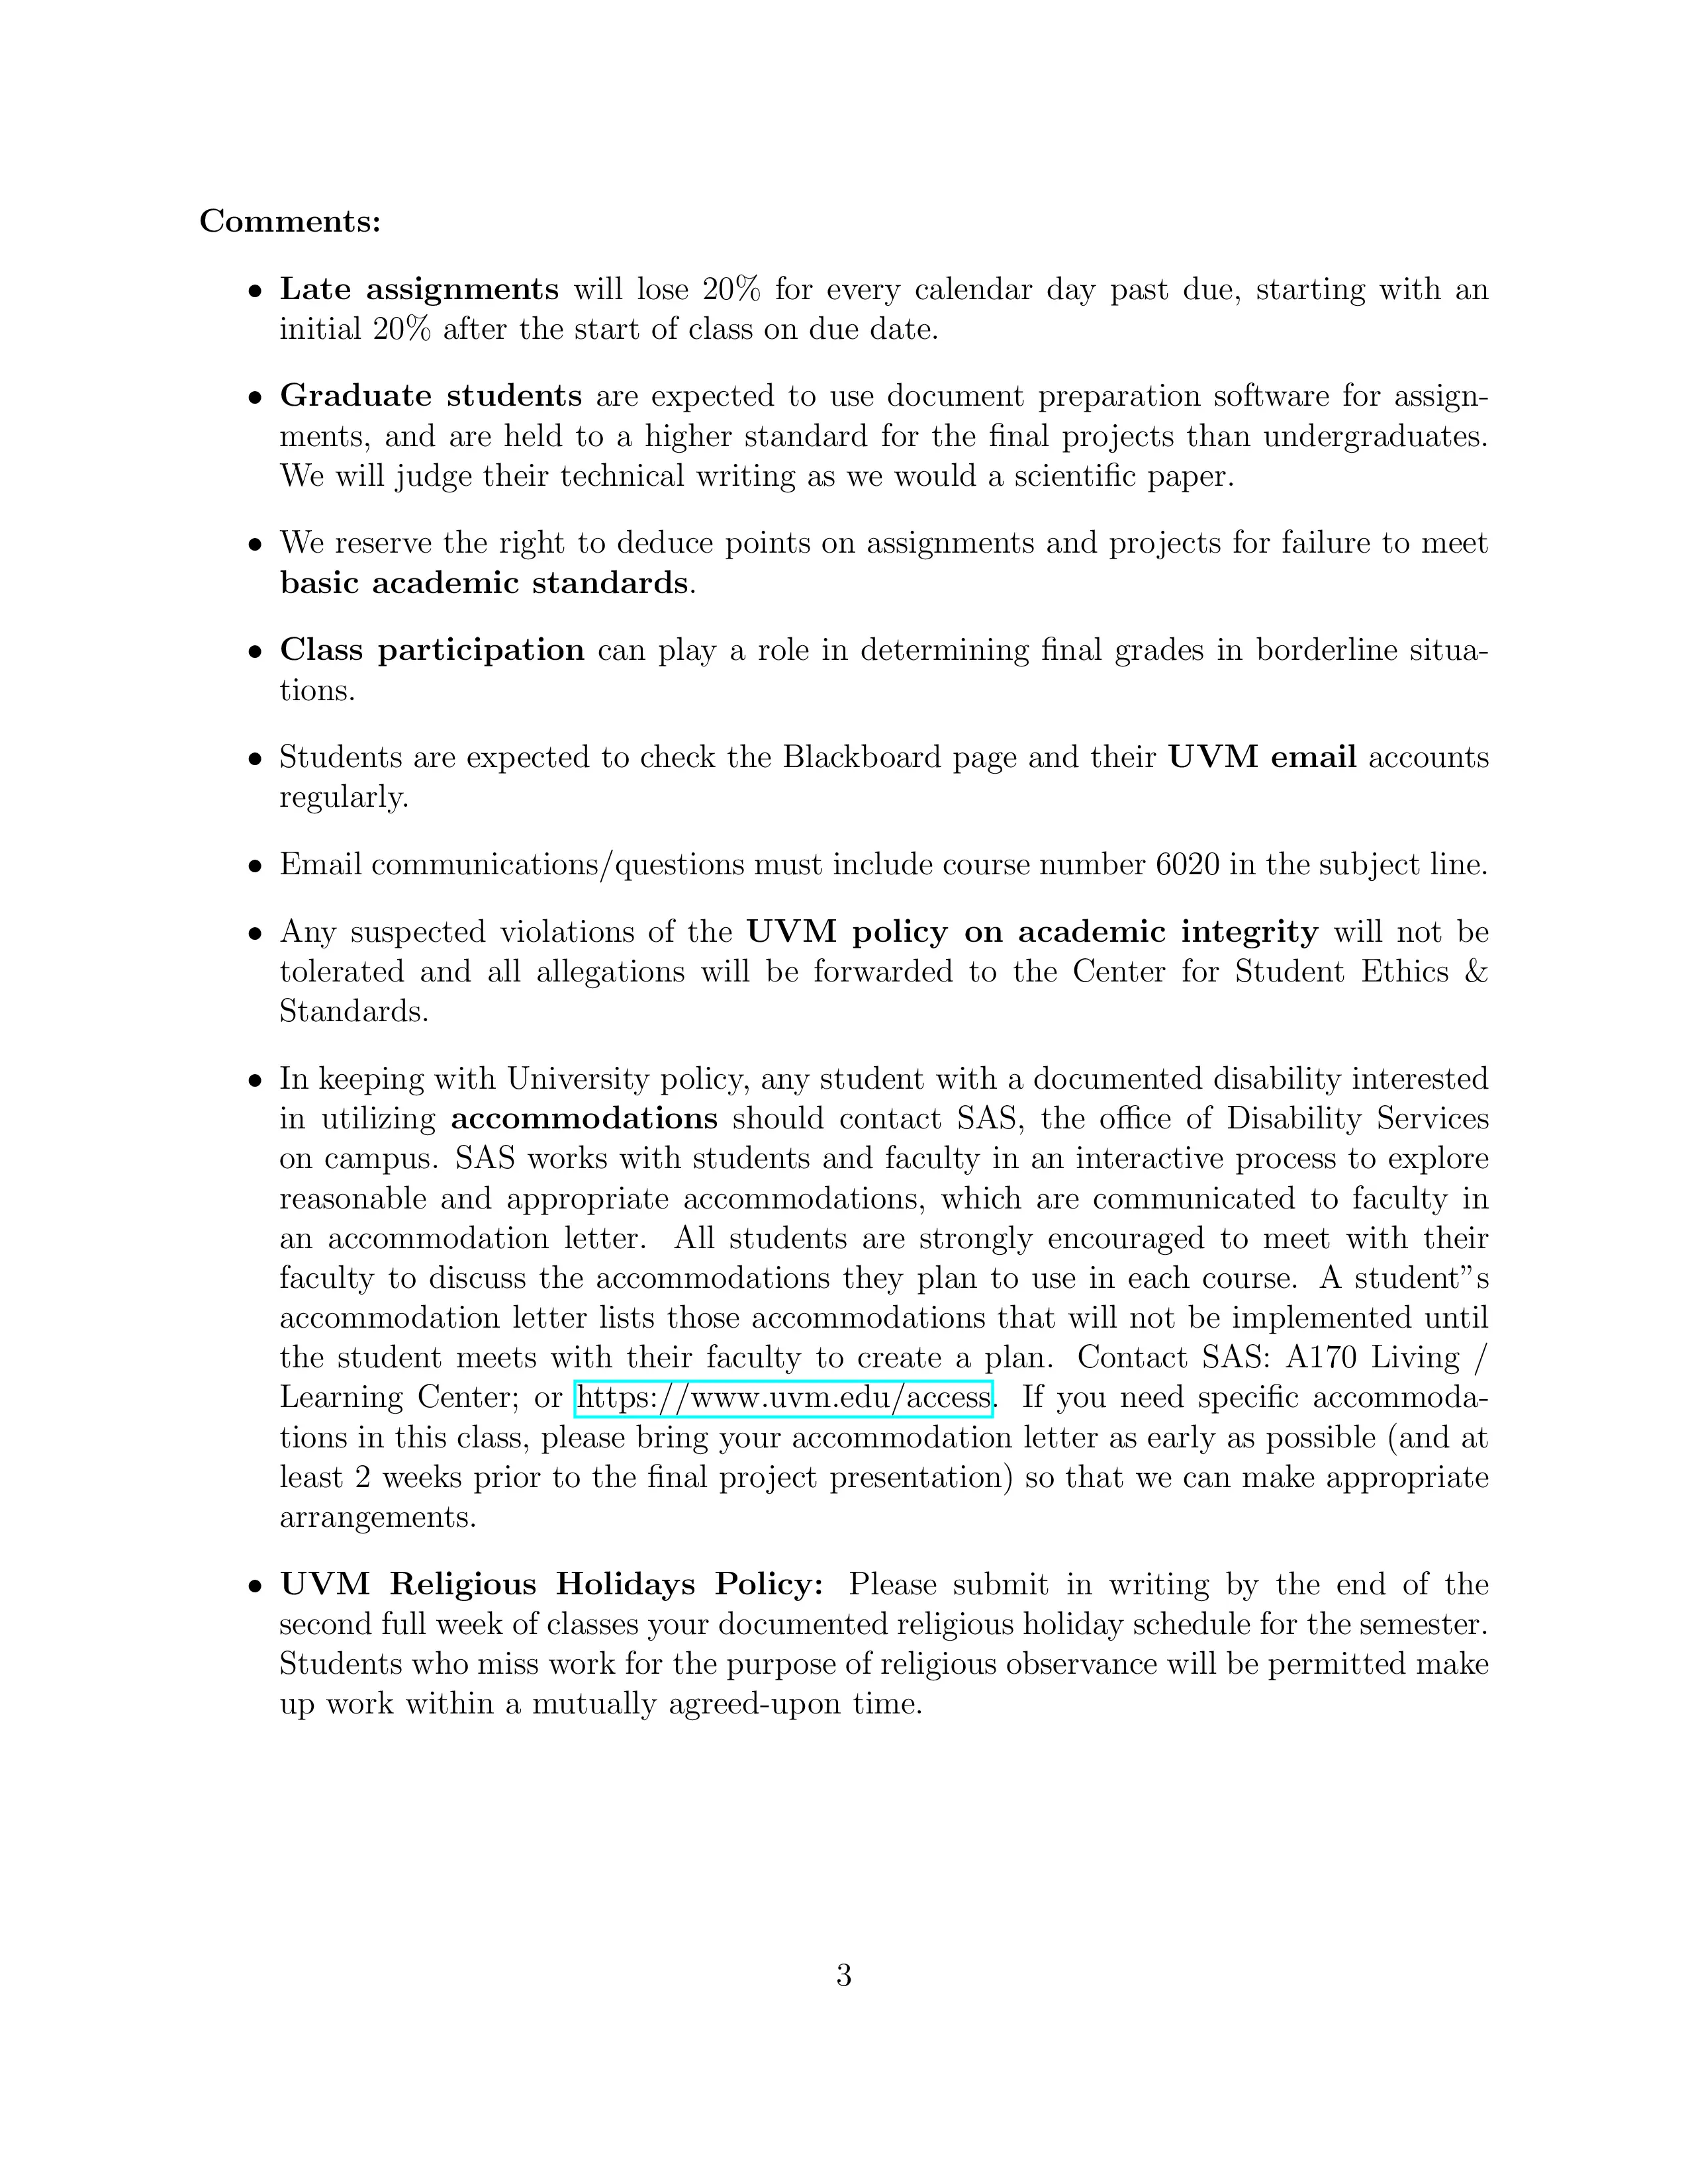 Comments:
• Late assignments will lose 20% for every calendar day past due, starting with an
initial 20% after the start of class on due date.
• Graduate students are expected to use document preparation software for assign-
ments, and are held to a higher standard for the final projects than undergraduates.
We will judge their technical writing as we would a scientific paper.
• We reserve the right to deduce points on assignments and projects for failure to meet
basic academic standards.
• Class participation can play a role in determining final grades in borderline situa-
tions.
• Students are expected to check the Blackboard page and their UVM email accounts
regularly.
• Email communications/questions must include course number 6020 in the subject line.
• Any suspected violations of the UVM policy on academic integrity will not be
tolerated and all allegations will be forwarded to the Center for Student Ethics &
Standards.
• In keeping with University policy, any student with a documented disability interested
in utilizing accommodations should contact SAS, the office of Disability Services
on campus. SAS works with students and faculty in an interactive process to explore
reasonable and appropriate accommodations, which are communicated to faculty in
an accommodation letter. All students are strongly encouraged to meet with their
faculty to discuss the accommodations they plan to use in each course. A student”s
accommodation letter lists those accommodations that will not be implemented until
the student meets with their faculty to create a plan. Contact SAS: A170 Living /
Learning Center; or https://www.uvm.edu/access. If you need specific accommoda-
tions in this class, please bring your accommodation letter as early as possible (and at
least 2 weeks prior to the final project presentation) so that we can make appropriate
arrangements.
• UVM Religious Holidays Policy: Please submit in writing by the end of the
second full week of classes your documented religious holiday schedule for the semester.
Students who miss work for the purpose of religious observance will be permitted make
up work within a mutually agreed-upon time.
3